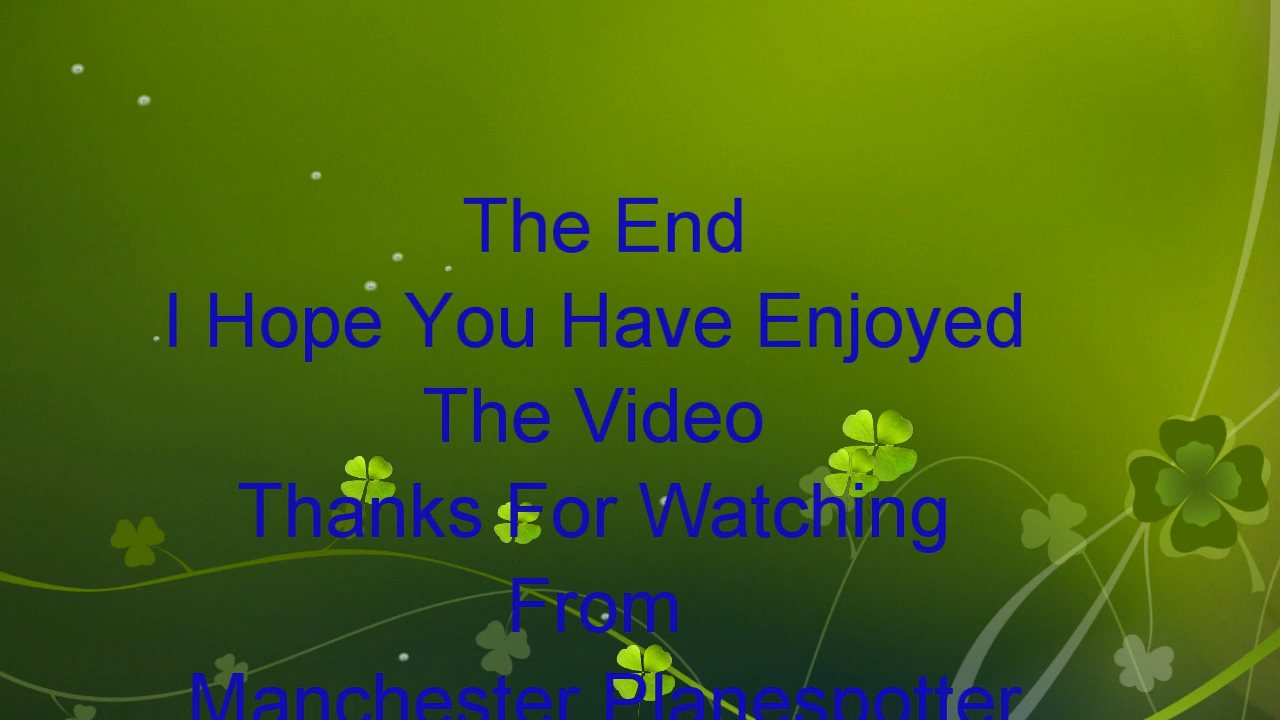 The End
I Hope You Have Enjoyed
The Video
Thanks For Watching
From
Manchester Planespotter